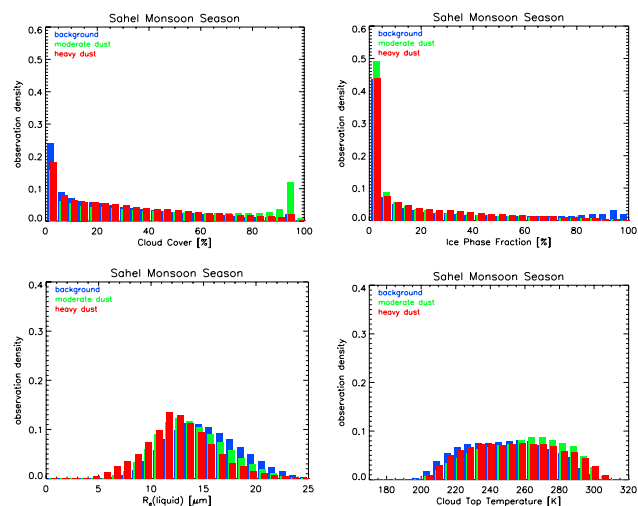 Sahel Monsoon Season
0.6
0.5
0.4
0.3
0.2
0.1
0.0
background
moderate dust
heavy dust
observation density
0 20 40 60 80 100
Cloud Cover [%]
Sahel Monsoon Season
0.6
0.5
0.4
0.3
0.2
0.1
0.0
background
moderate dust
heavy dust
observation density
0 20 40 60 80 100
Ice Phase Fraction [%]
Sahel Monsoon Season
0.4
0.3
0.2
0.1
0.0
background
moderate dust
heavy dust
observation density
0 5 10 15 20 25
Re(liquid) [μm]
Sahel Monsoon Season
0.4
0.3
0.2
0.1
0.0
background
moderate dust
heavy dust
observation density
180 200 220 240 260 280 300 320
Cloud Top Temperature [K]